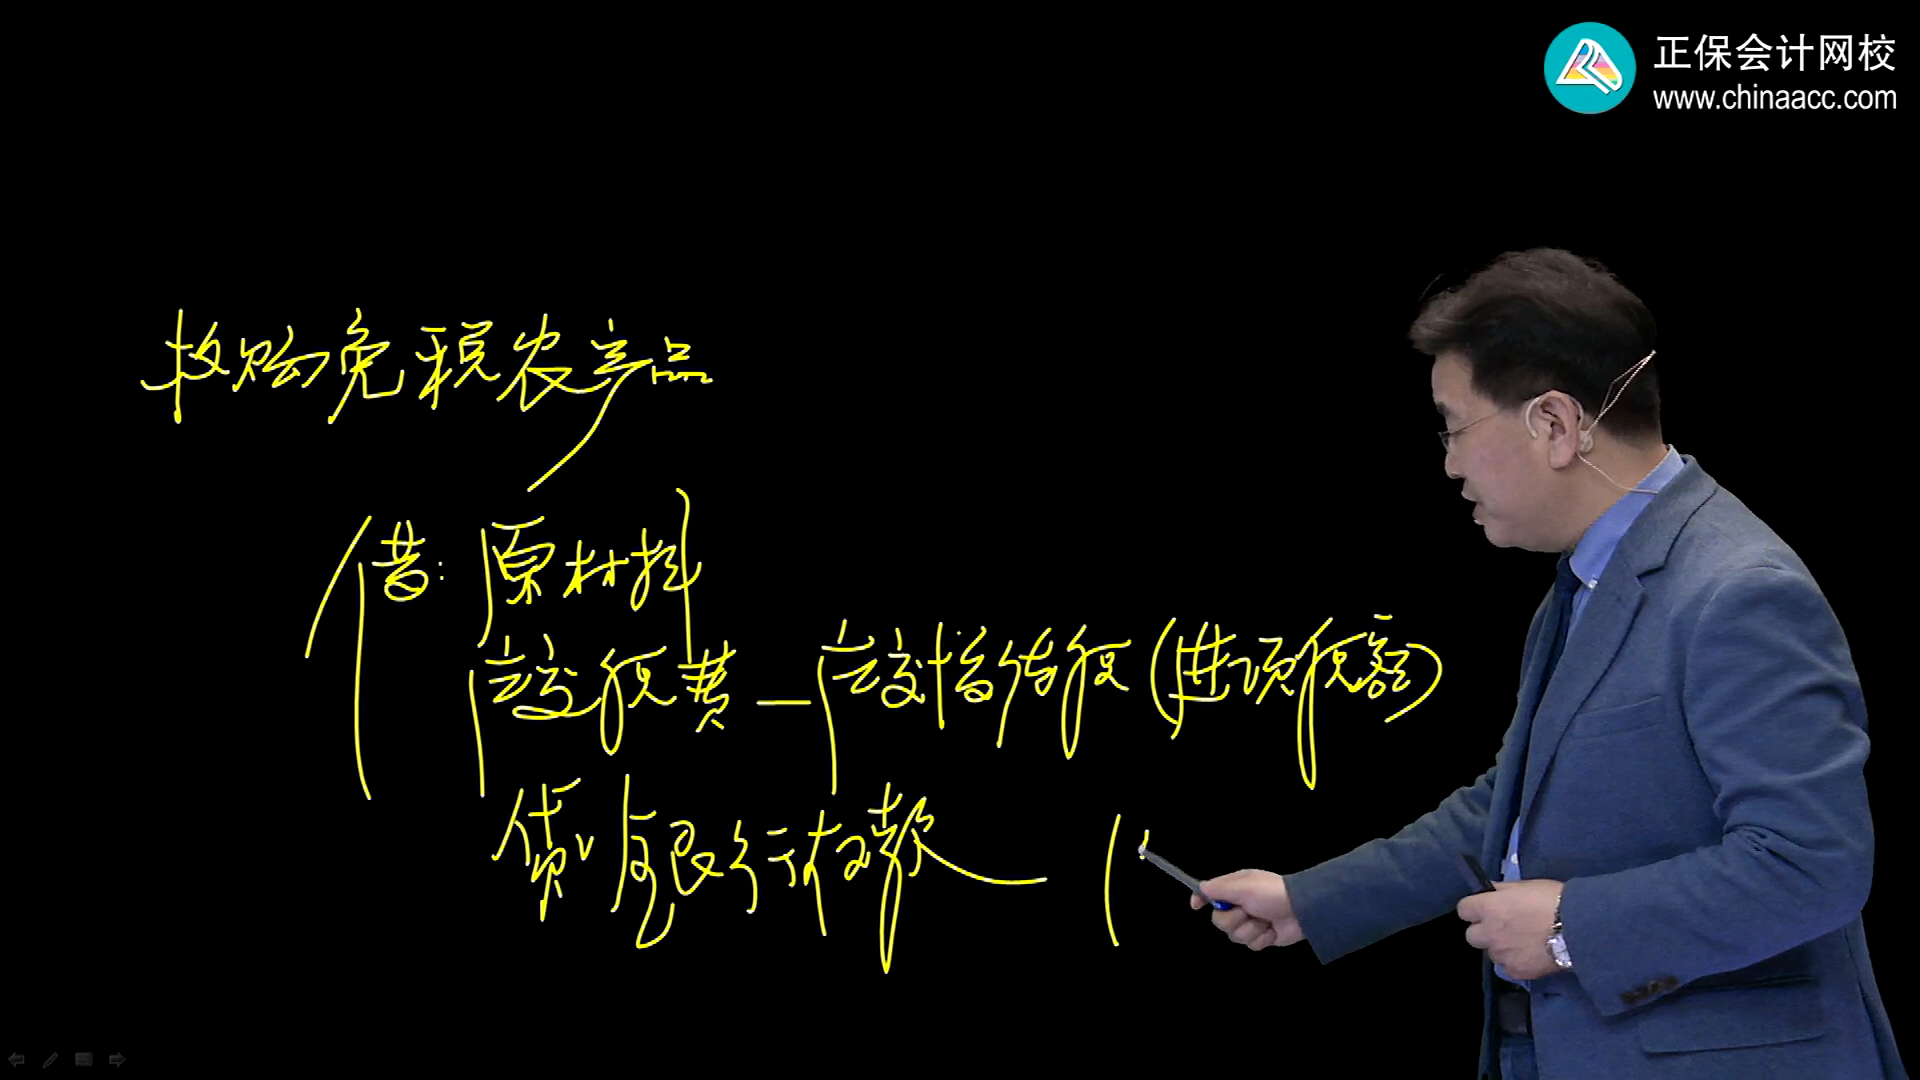 正保会计网校
www.chinaacc.com
收购免税农产品
借:原材料
应交税费—应交增值税(进项税额)
贷:银行存款 (